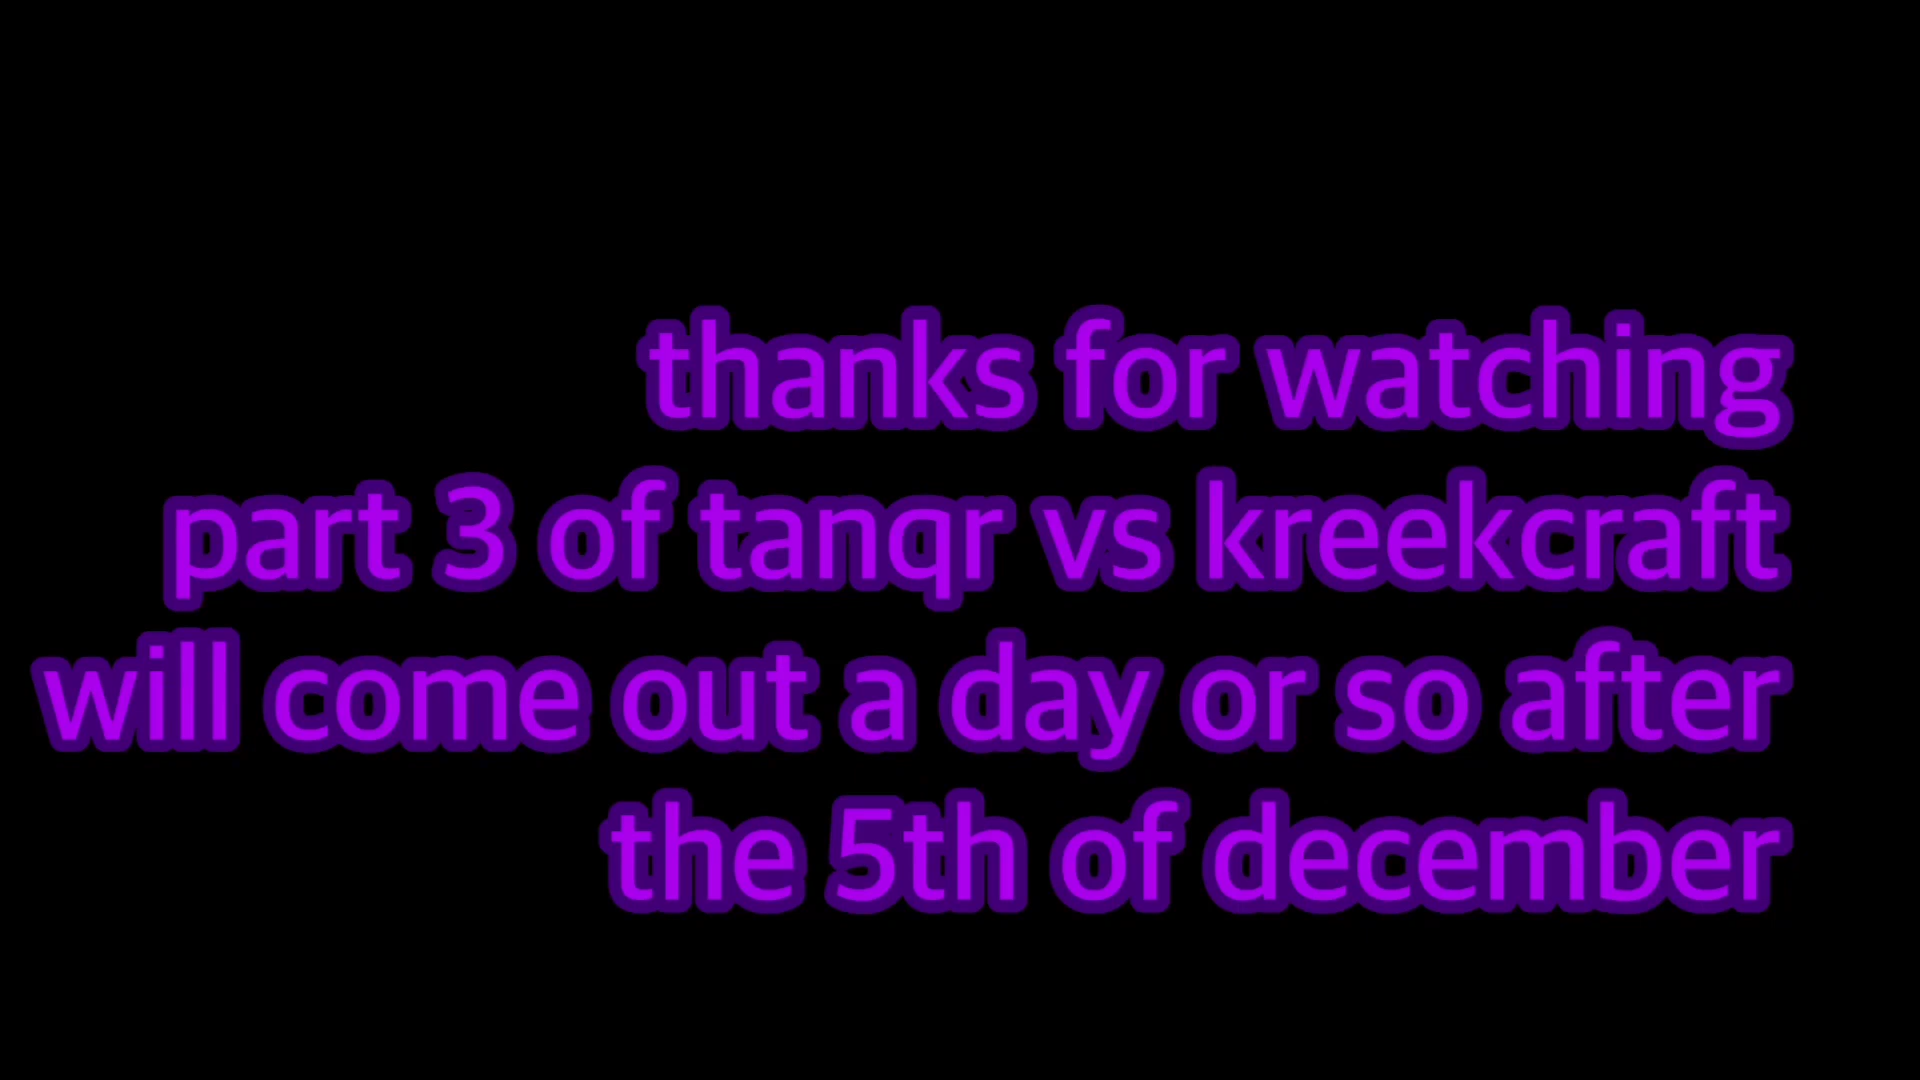 thanks for watching
part 3 of tanqr vs kreekcraft
will come out a day or so after
the 5th of december